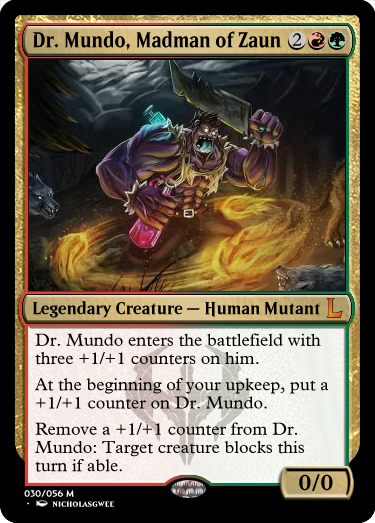 Dr. Mundo, Madman of Zaun 2
Legendary Creature — Human Mutant L
Dr. Mundo enters the battlefield with
three +1/+1 counters on him.
At the beginning of your upkeep, put a
+1/+1 counter on Dr. Mundo.
Remove a +1/+1 counter from Dr.
Mundo: Target creature blocks this
turn if able.
0/0
030/056 M
· NICHOLASGWEE